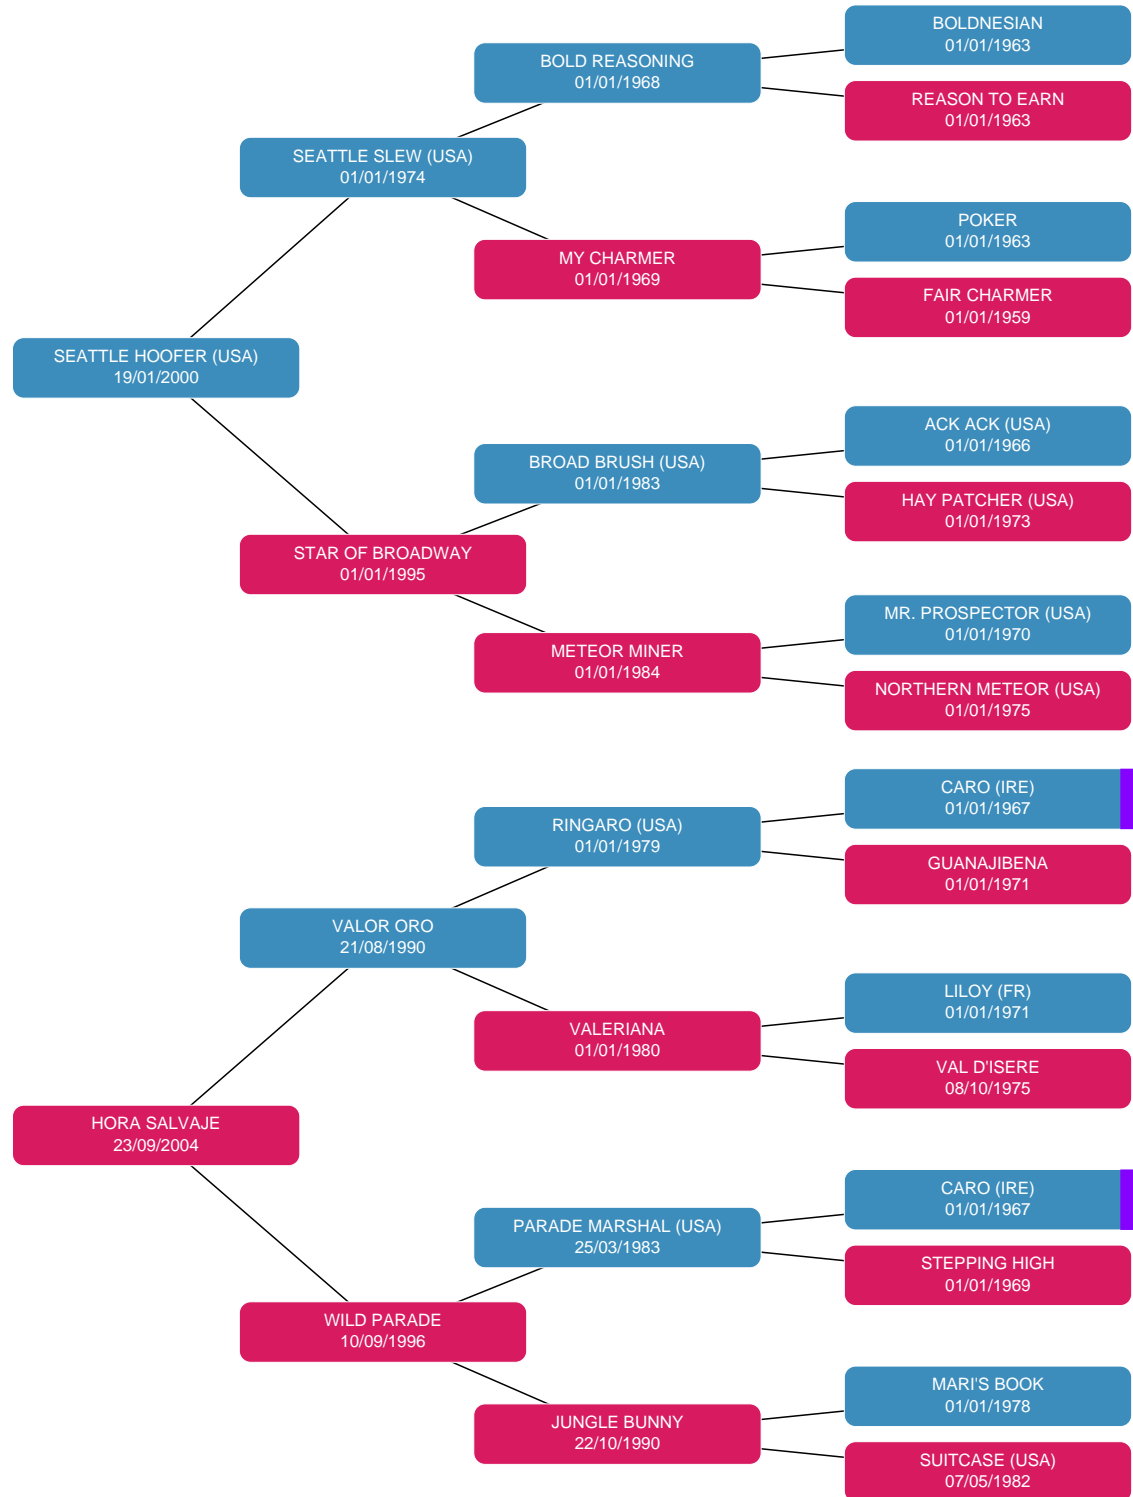 BOLDNESIAN
01/01/1963
BOLD REASONING
01/01/1968
REASON TO EARN
01/01/1963
SEATTLE SLEW (USA)
01/01/1974
POKER
01/01/1963
MY CHARMER
01/01/1969
FAIR CHARMER
01/01/1959
SEATTLE HOOFER (USA)
19/01/2000
ACK ACK (USA)
01/01/1966
BROAD BRUSH (USA)
01/01/1983
HAY PATCHER (USA)
01/01/1973
STAR OF BROADWAY
01/01/1995
MR. PROSPECTOR (USA)
01/01/1970
METEOR MINER
01/01/1984
NORTHERN METEOR (USA)
01/01/1975
CARO (IRE)
01/01/1967
RINGARO (USA)
01/01/1979
GUANAJIBENA
01/01/1971
VALOR ORO
21/08/1990
LILOY (FR)
01/01/1971
VALERIANA
01/01/1980
VAL D'ISERE
08/10/1975
HORA SALVAJE
23/09/2004
CARO (IRE)
01/01/1967
PARADE MARSHAL (USA)
25/03/1983
STEPPING HIGH
01/01/1969
WILD PARADE
10/09/1996
MARI'S BOOK
01/01/1978
JUNGLE BUNNY
22/10/1990
SUITCASE (USA)
07/05/1982